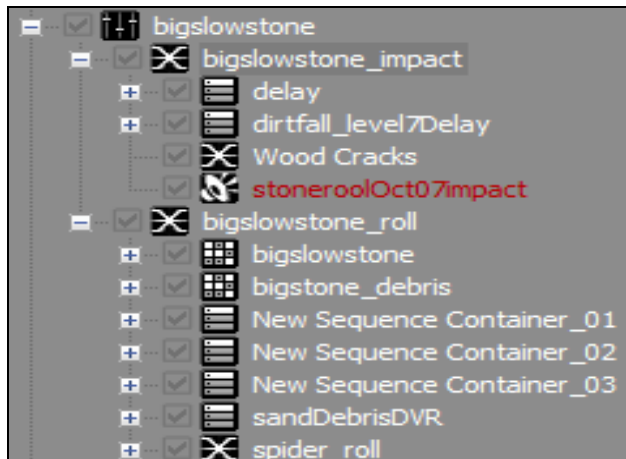 bigslowstone
bigslowstone_impact
delay
dirtfall_level7Delay
Wood Cracks
stoneroolOct07impact
bigslowstone_roll
bigslowstone
bigstone_debris
New Sequence Container_01
New Sequence Container_02
New Sequence Container_03
sandDebrisDVR
spider_roll